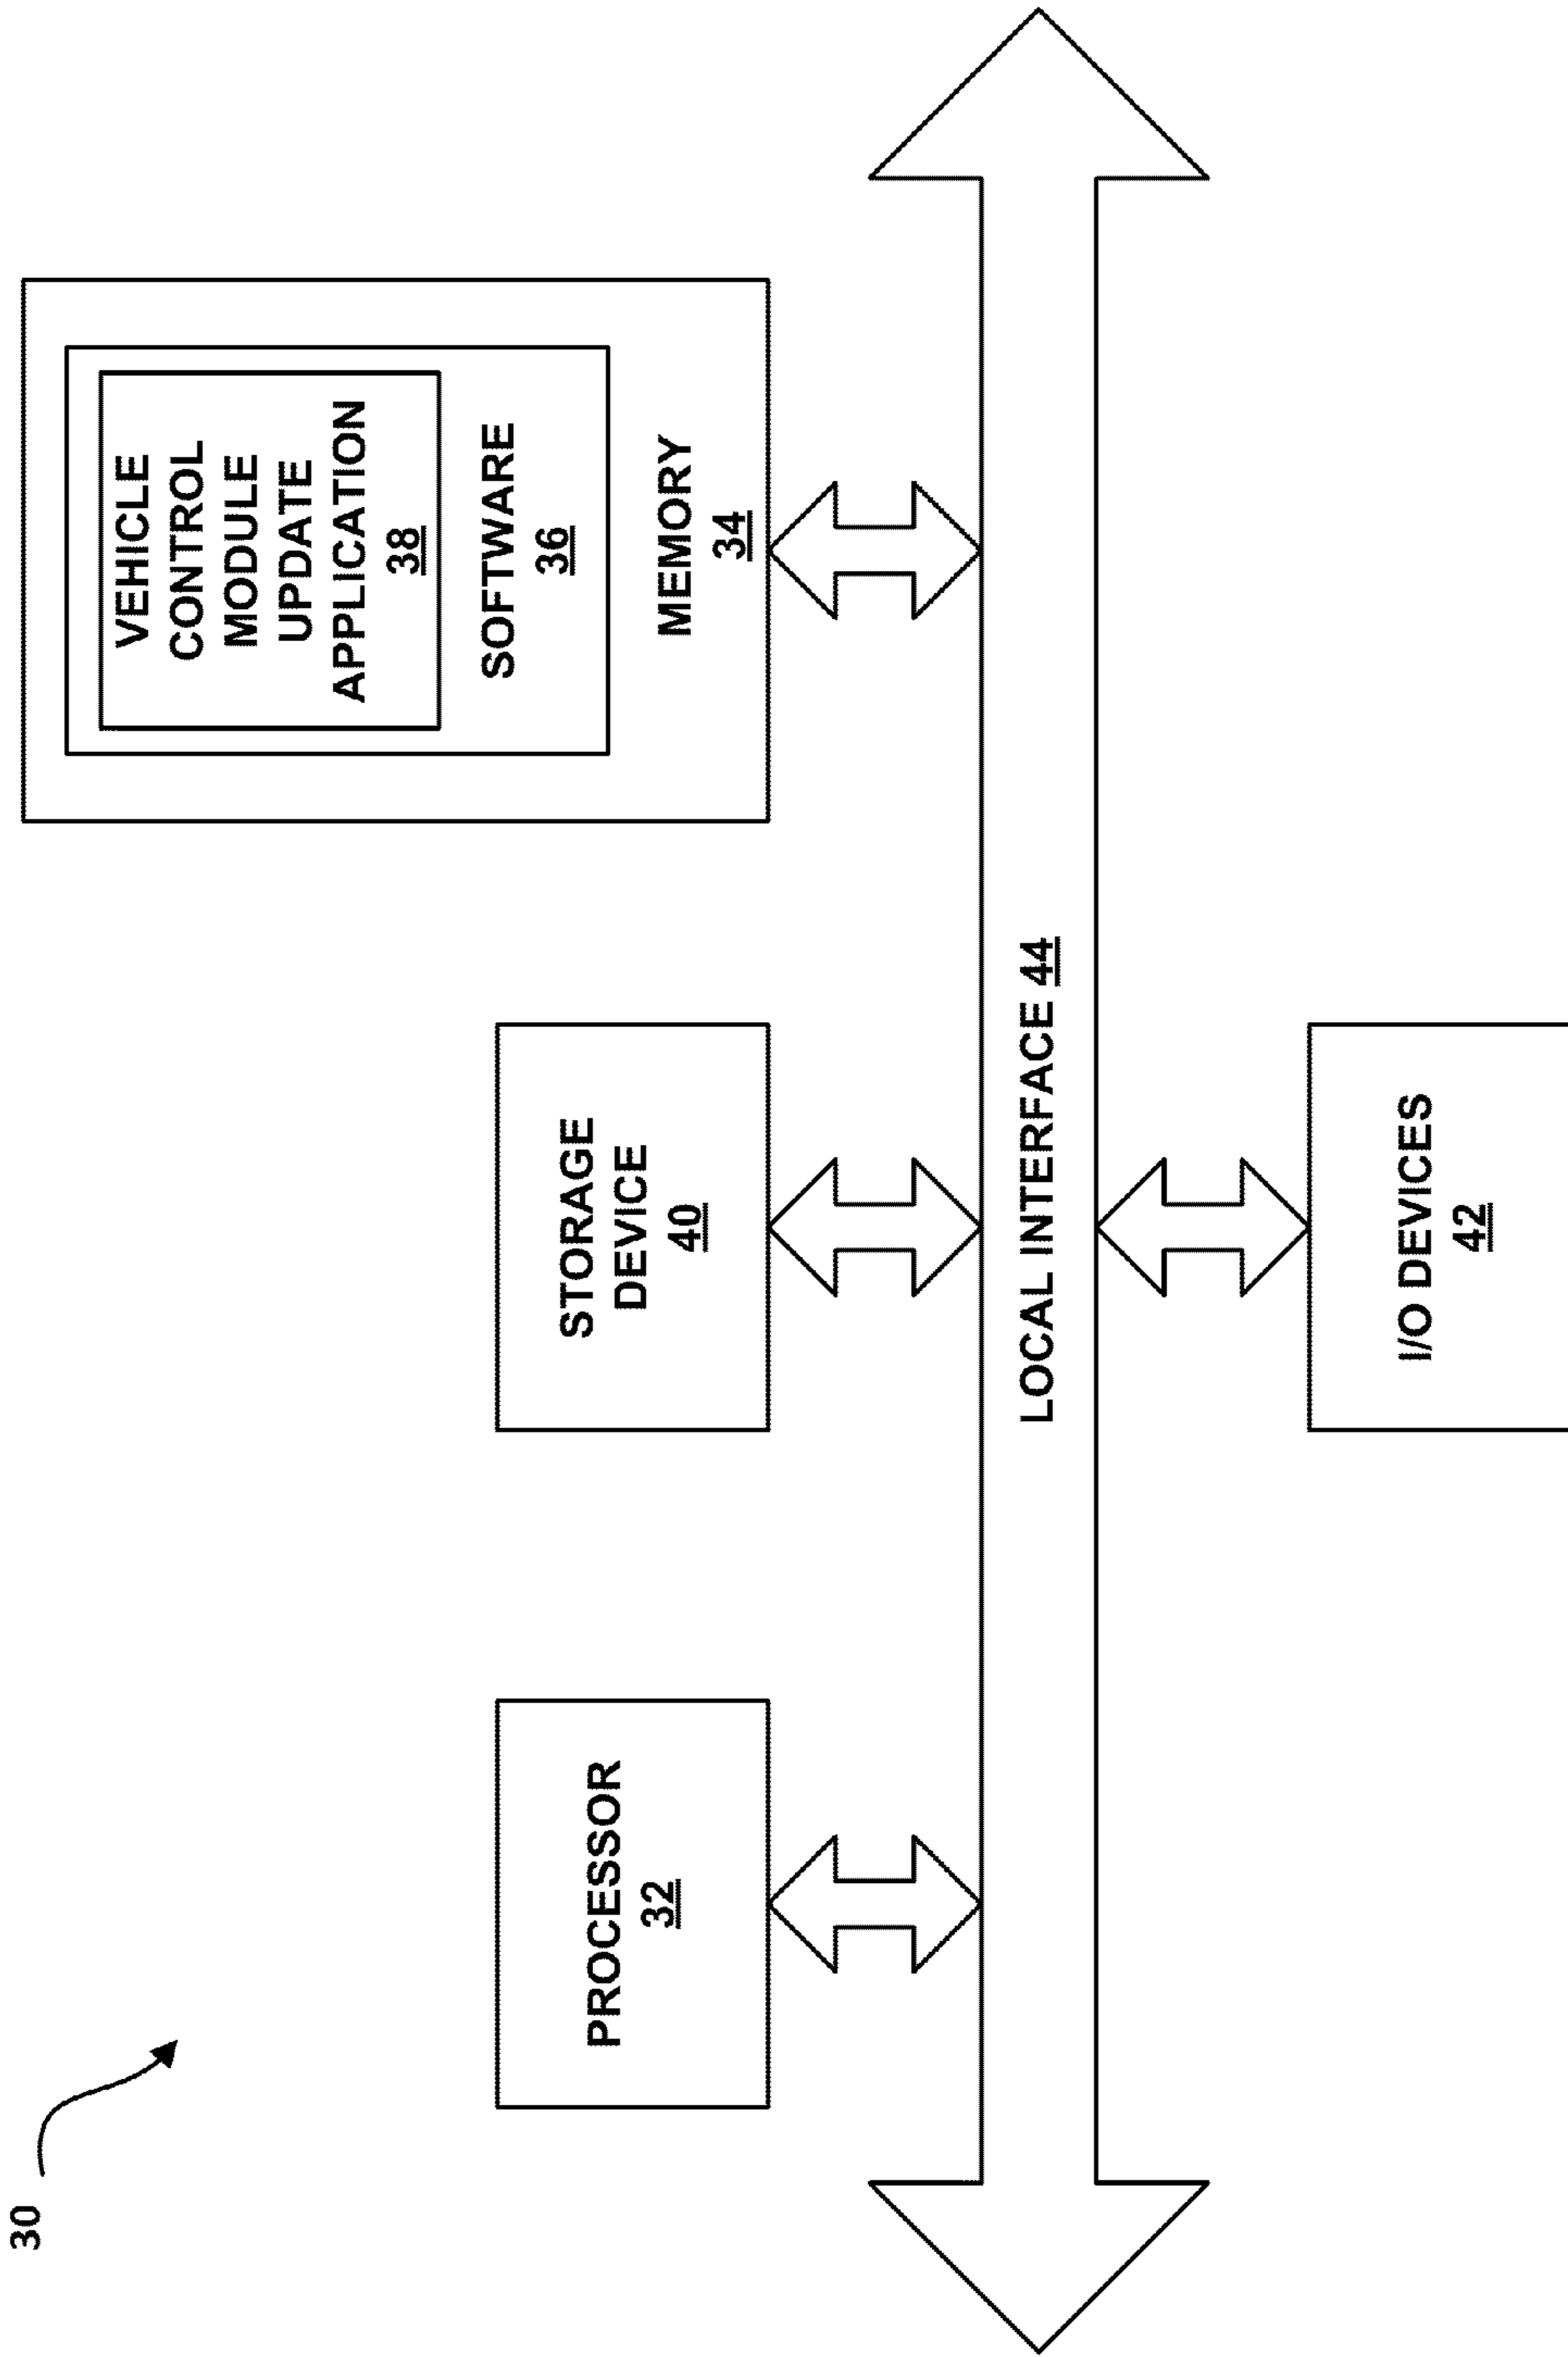 30
PROCESSOR
32
STORAGE
DEVICE
40
VEHICLE
CONTROL
MODULE
UPDATE
APPLICATION
38
SOFTWARE
36
MEMORY
34
LOCAL INTERFACE 44
I/O DEVICES
42